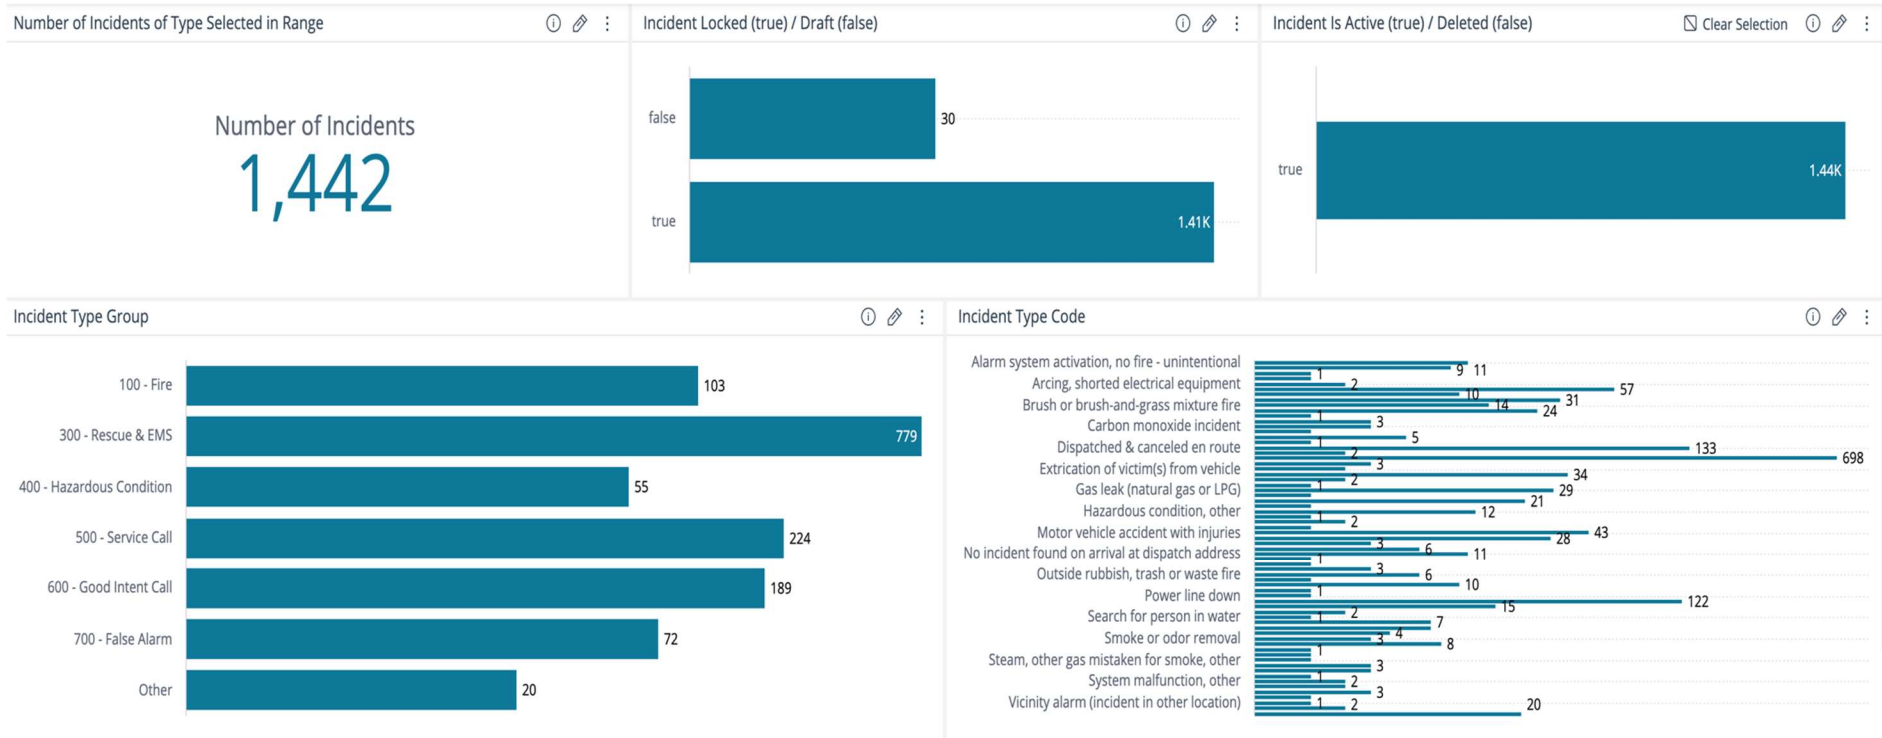 Number of Incidents of Type Selected in Range
Number of Incidents
1,442
Incident Locked (true) / Draft (false)
false
30
true
1.41K
Incident Is Active (true) / Deleted (false)
Clear Selection
true
1.44K
Incident Type Group
100 - Fire
103
300 - Rescue & EMS
779
400 - Hazardous Condition
55
500 - Service Call
224
600 - Good Intent Call
189
700 - False Alarm
72
Other
20
Incident Type Code
Alarm system activation, no fire - unintentional
11
9
1
Arcing, shorted electrical equipment
2
57
10
31
Brush or brush-and-grass mixture fire
14
24
1
Carbon monoxide incident
3
5
1
Dispatched & canceled en route
133
2
698
3
Extrication of victim(s) from vehicle
34
2
1
Gas leak (natural gas or LPG)
29
21
Hazardous condition, other
12
1
2
Motor vehicle accident with injuries
43
28
3
6
No incident found on arrival at dispatch address
11
1
3
Outside rubbish, trash or waste fire
6
10
1
Power line down
122
15
2
Search for person in water
1
7
4
Smoke or odor removal
3
8
1
Steam, other gas mistaken for smoke, other
3
1
System malfunction, other
2
3
Vicinity alarm (incident in other location)
1
2
20